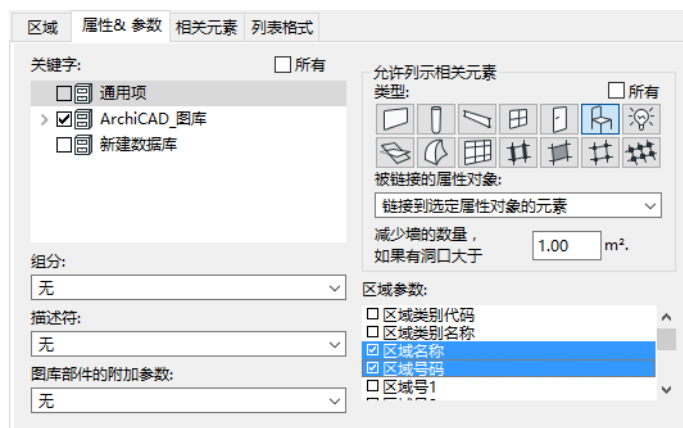 区域 属性& 参数 相关元素 列表格式
关键字: 所有
通用项
ArchiCAD_图库
新建数据库
组分:
无
描述符:
无
图库部件的附加参数:
无
允许列示相关元素
类型: 所有
被链接的属性对象:
链接到选定属性对象的元素
减少墙的数量，
如果有洞口大于 1.00 m².
区域参数:
区域类别代码
区域类别名称
区域名称
区域号码
区域号1